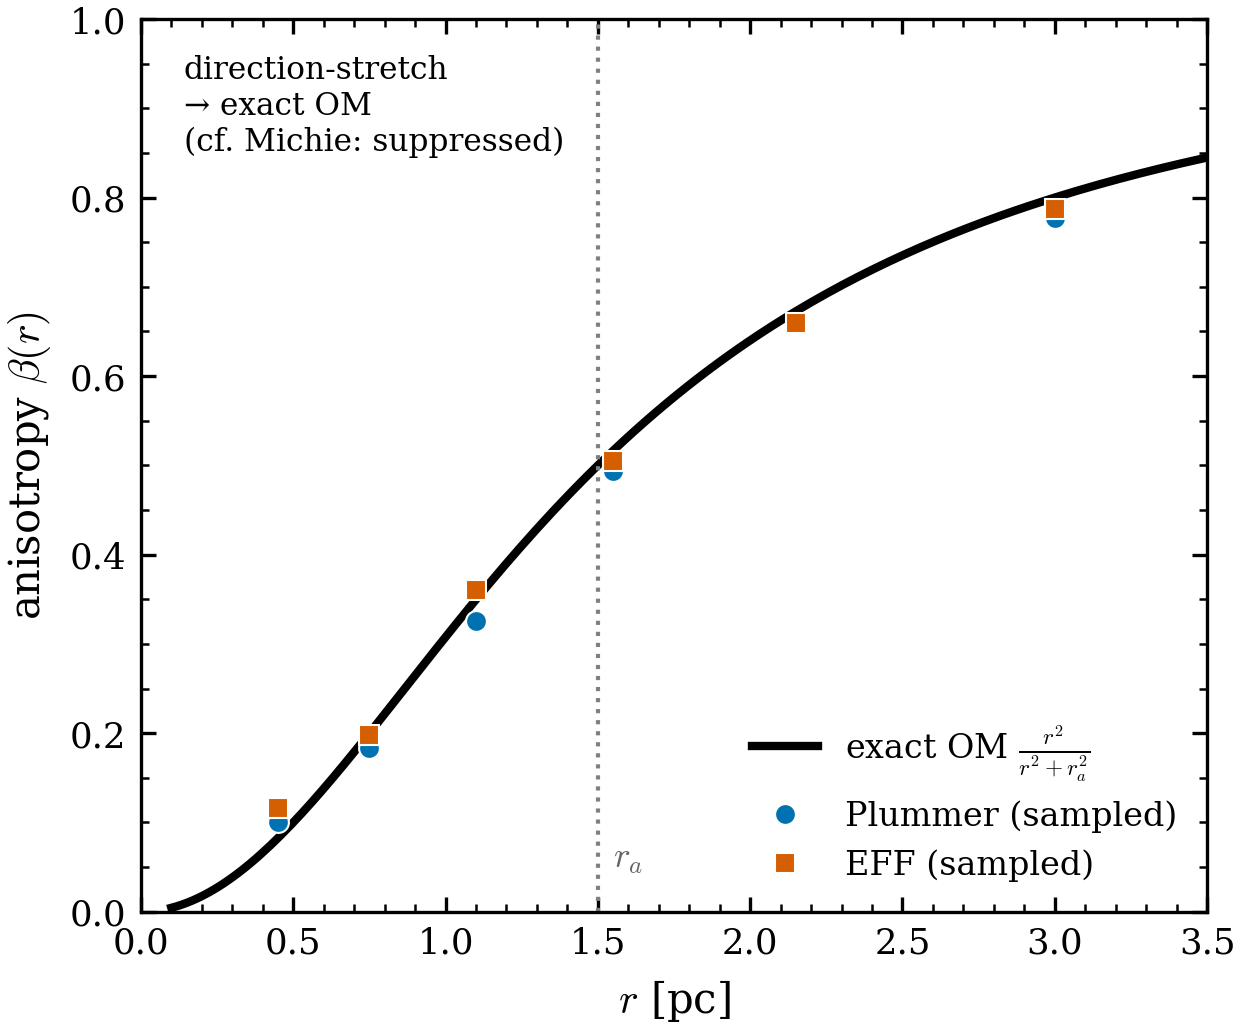 direction-stretch
→ exact OM
(cf. Michie: suppressed)
anisotropy β(r)
1.0
0.8
0.6
0.4
0.2
0.0
exact OM r²/(r² + rₐ²)
Plummer (sampled)
EFF (sampled)
rₐ
0.0 0.5 1.0 1.5 2.0 2.5 3.0 3.5
r [pc]